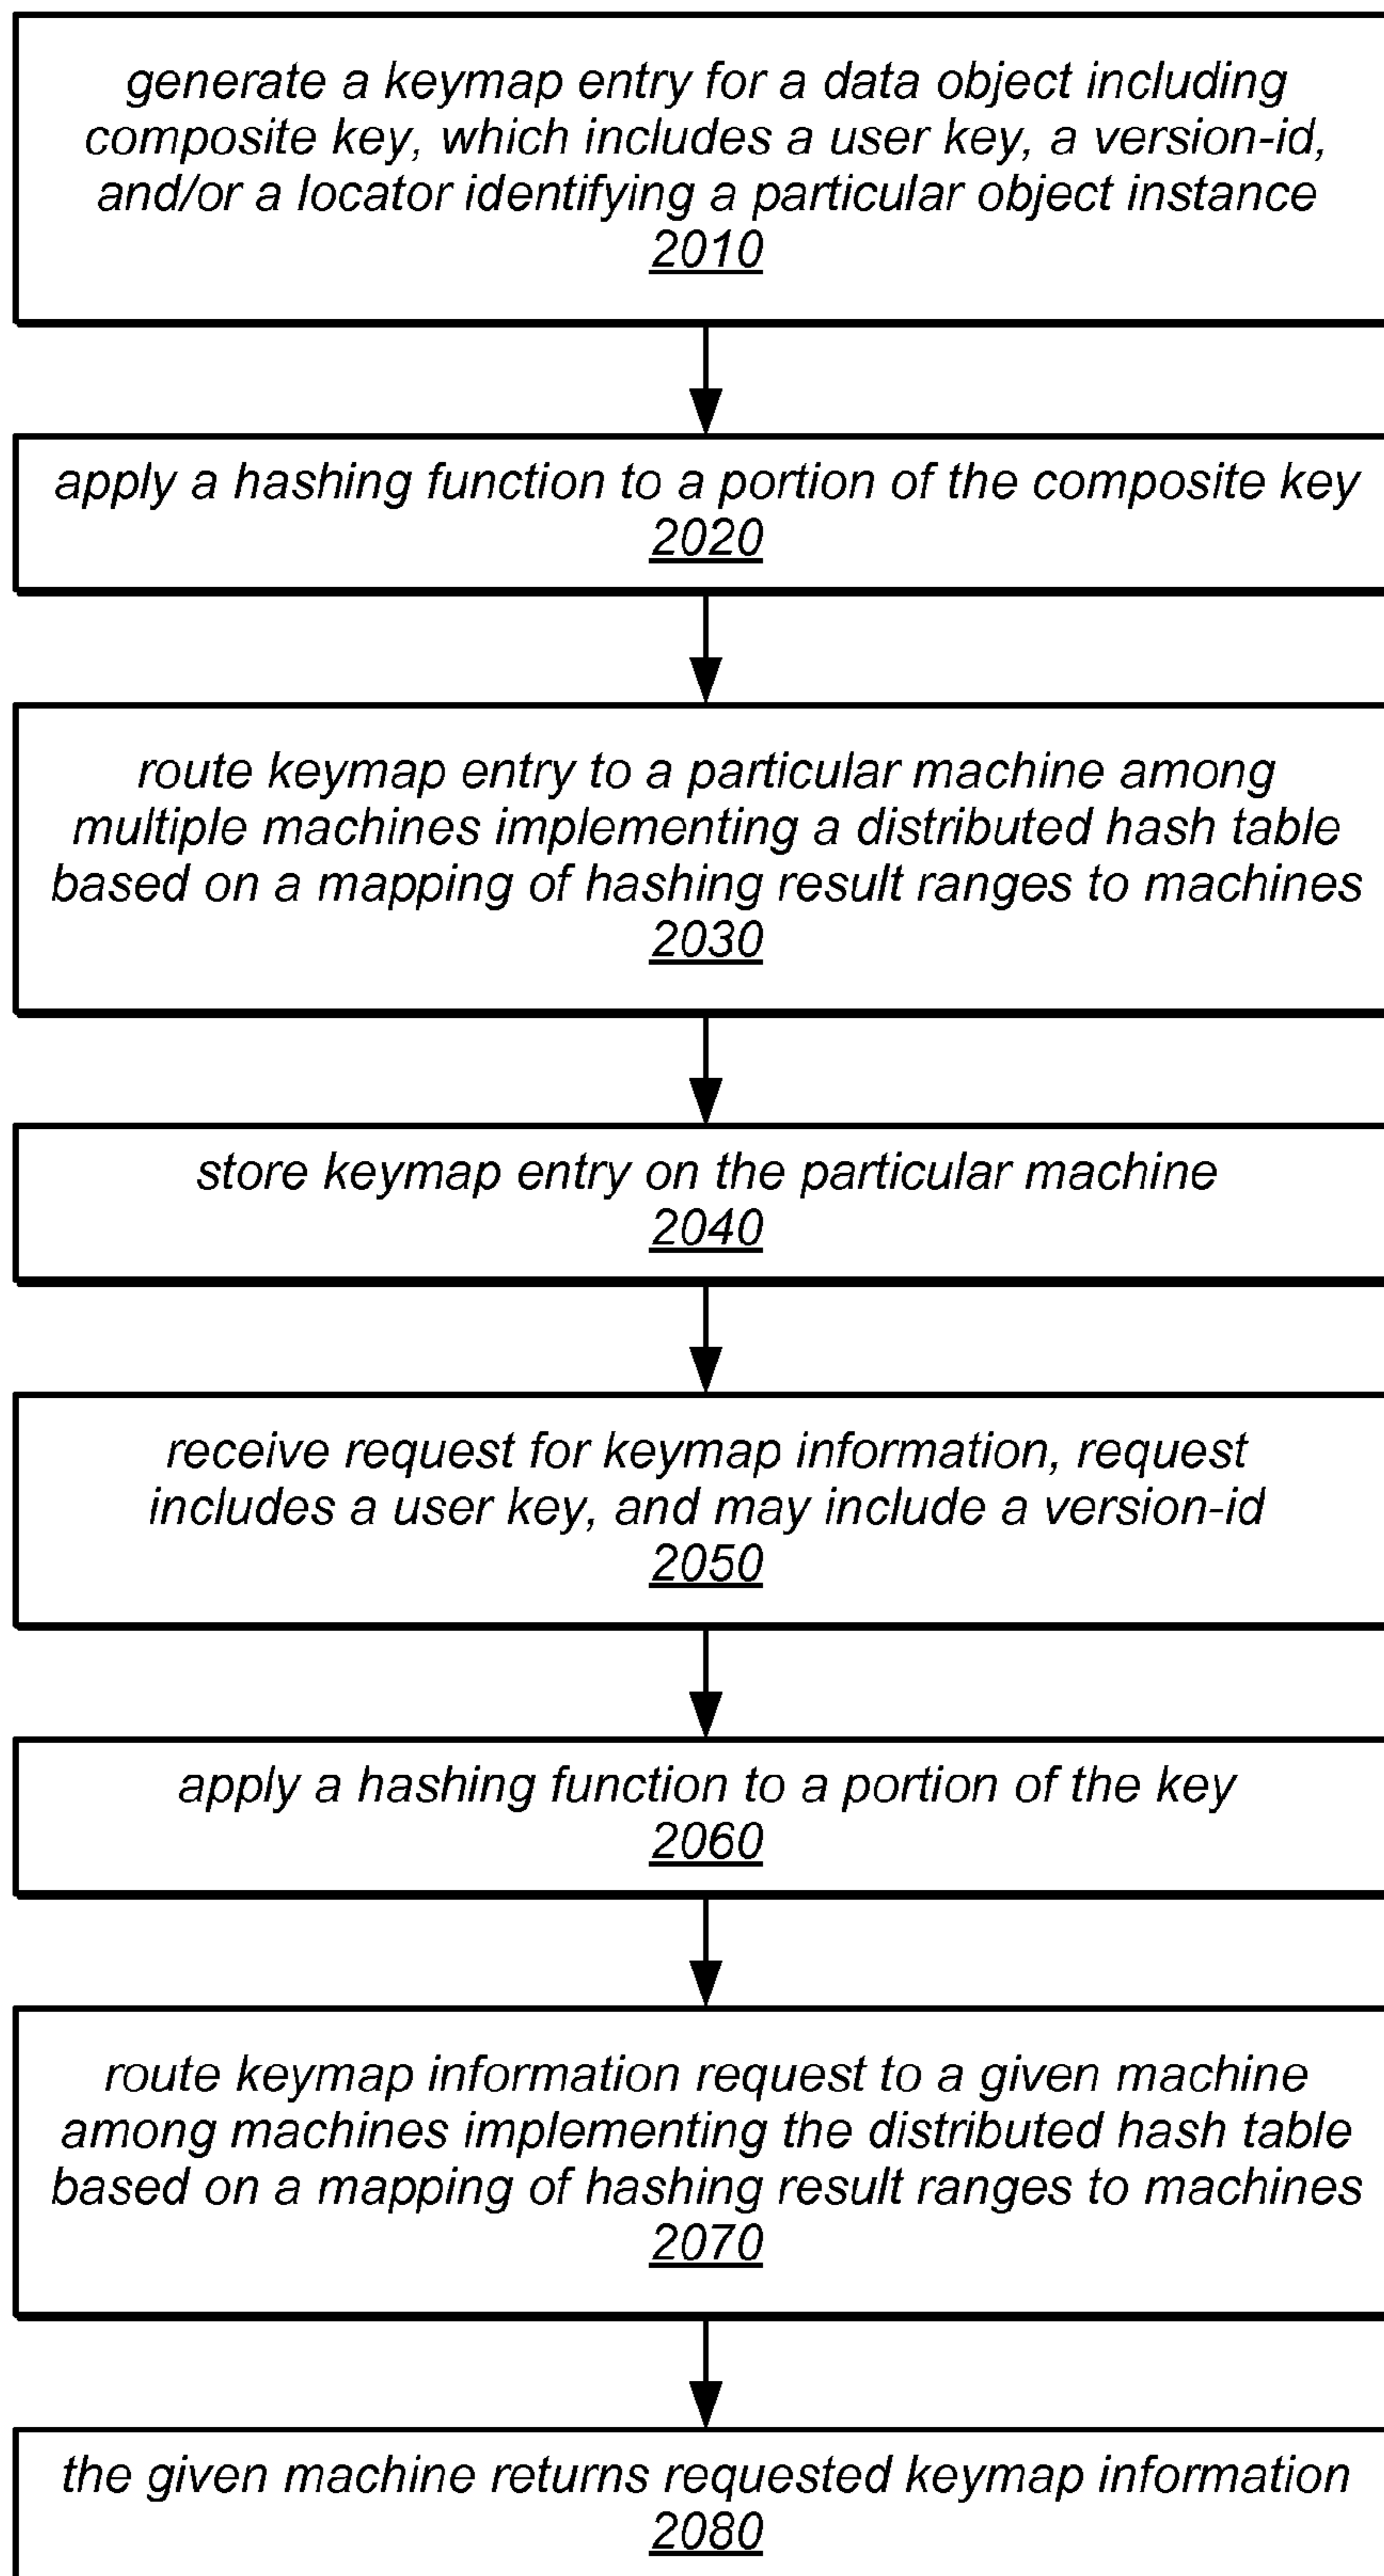 generate a keymap entry for a data object including
composite key, which includes a user key, a version-id,
and/or a locator identifying a particular object instance
2010
apply a hashing function to a portion of the composite key
2020
route keymap entry to a particular machine among
multiple machines implementing a distributed hash table
based on a mapping of hashing result ranges to machines
2030
store keymap entry on the particular machine
2040
receive request for keymap information, request
includes a user key, and may include a version-id
2050
apply a hashing function to a portion of the key
2060
route keymap information request to a given machine
among machines implementing the distributed hash table
based on a mapping of hashing result ranges to machines
2070
the given machine returns requested keymap information
2080